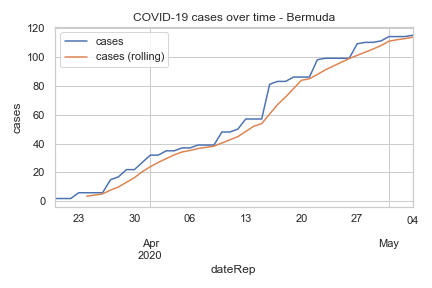 COVID-19 cases over time - Bermuda
cases
cases (rolling)
120
100
80
60
40
20
0
cases
23 30 06 13 20 27 04
Apr May
2020
dateRep